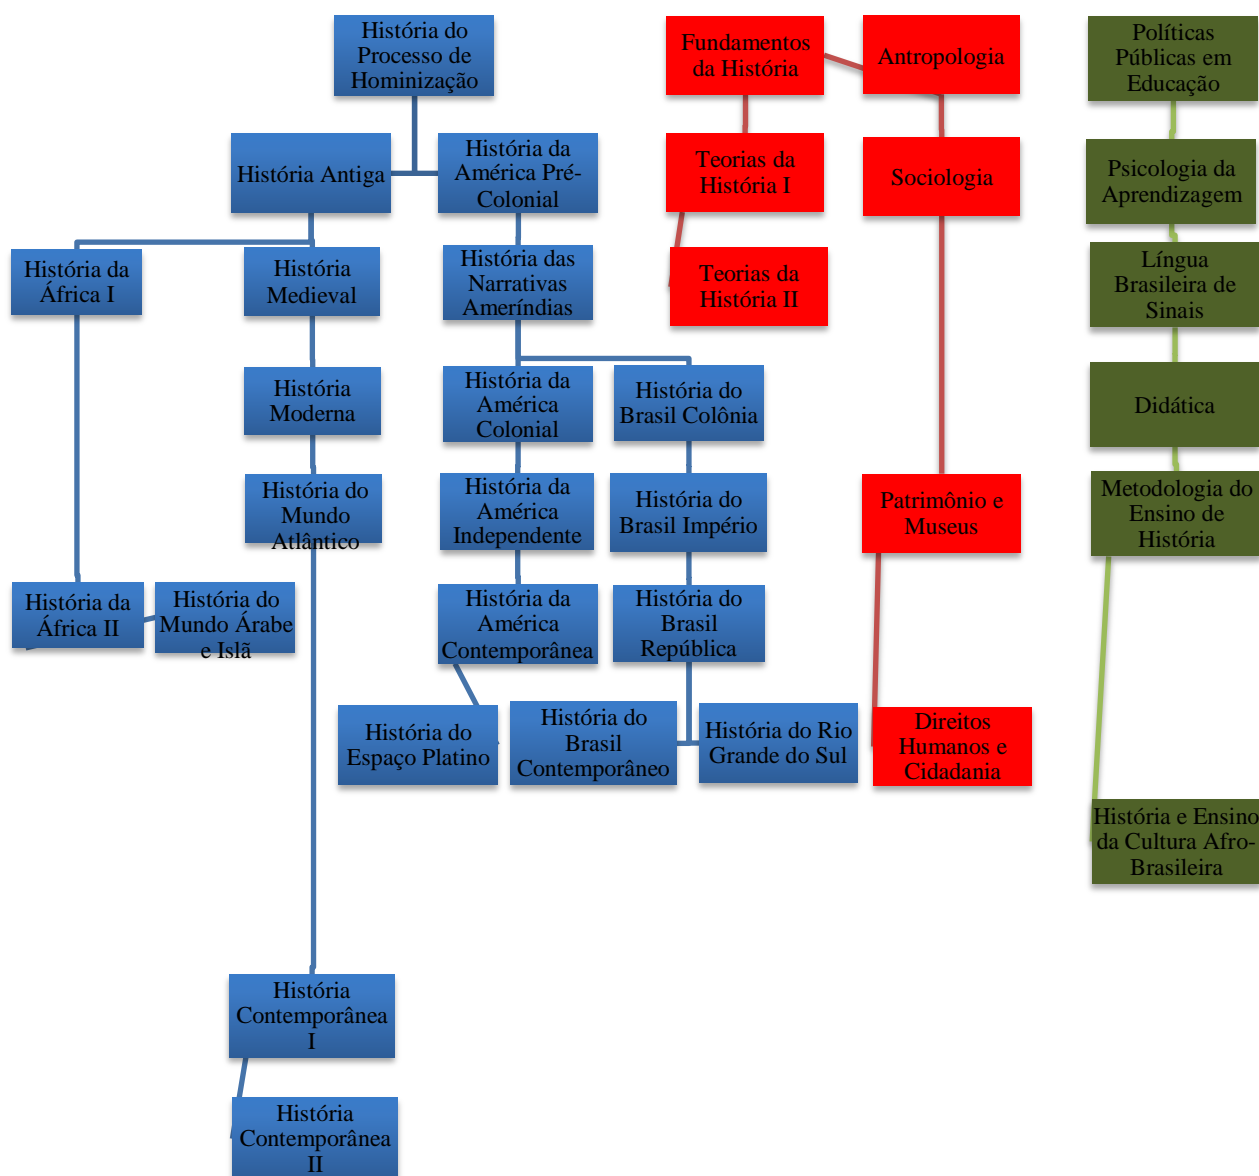 História do
Processo de
Hominização
Fundamentos
da História
Antropologia
Políticas
Públicas em
Educação
História Antiga
História da
América Pré-
Colonial
Teorias da
História I
Sociologia
Psicologia da
Aprendizagem
História da
África I
História
Medieval
História das
Narrativas
Ameríndias
Teorias da
História II
Língua
Brasileira de
Sinais
História
Moderna
História da
América
Colonial
História do
Brasil Colônia
Didática
História do
Mundo
Atlântico
História da
América
Independente
História do
Brasil Império
Patrimônio e
Museus
Metodologia do
Ensino de
História
História da
África II
História do
Mundo Árabe
e Islã
História da
América
Contemporânea
História do
Brasil
República
História do
Espaço Platino
História do
Brasil
Contemporâneo
História do Rio
Grande do Sul
Direitos
Humanos e
Cidadania
História e Ensino
da Cultura Afro-
Brasileira
História
Contemporânea
I
História
Contemporânea
II